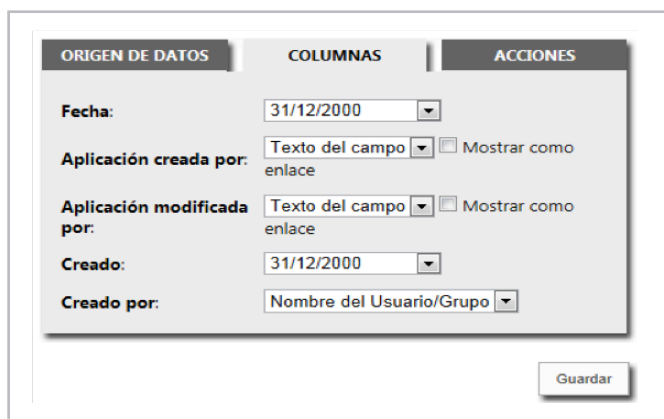 ORIGEN DE DATOS COLUMNAS ACCIONES
Fecha: 31/12/2000
Aplicación creada por: Texto del campo Mostrar como
enlace
Aplicación modificada Texto del campo Mostrar como
por: enlace
Creado: 31/12/2000
Creado por: Nombre del Usuario/Grupo
Guardar